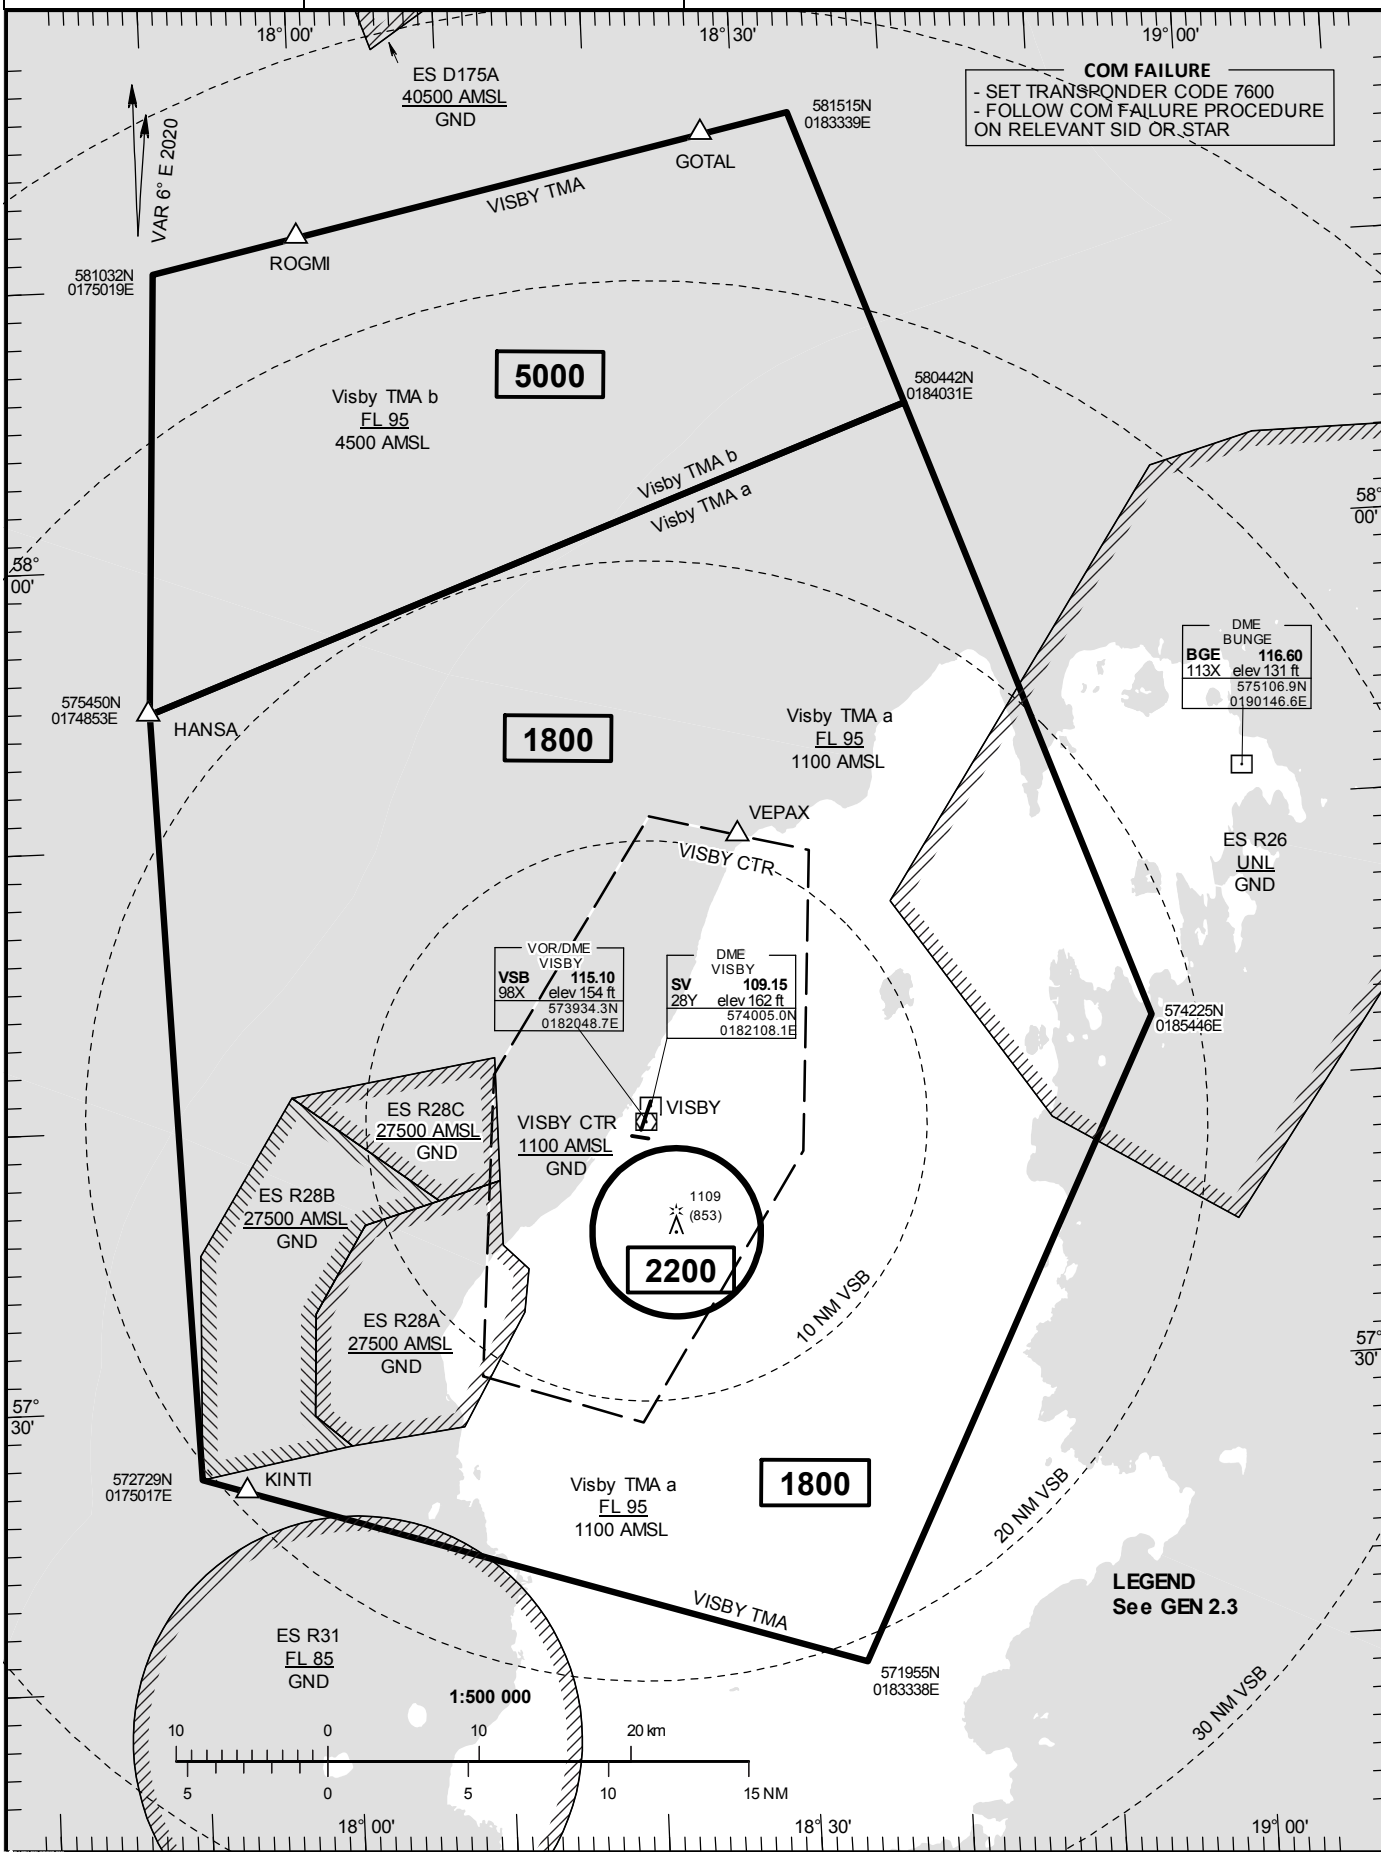 18° 00'
18° 30'
19° 00'
ES D175A
40500 AMSL
GND
COM FAILURE
- SET TRANSPONDER CODE 7600
- FOLLOW COM FAILURE PROCEDURE
ON RELEVANT SID OR STAR
VAR 6° E 2020
581515N
0183339E
GOTAL
VISBY TMA
ROGMI
581032N
0175019E
5000
Visby TMA b
FL 95
4500 AMSL
580442N
0184031E
Visby TMA b
Visby TMA a
58°
00'
58°
00'
DME
BUNGE
BGE 116.60
113X elev 131 ft
575106.9N
0190146.6E
575450N
0174853E
HANSA
1800
Visby TMA a
FL 95
1100 AMSL
VEPAX
VISBY CTR
ES R26
UNL
GND
VOR/DME
VISBY
VSB 115.10
98X elev 154 ft
573934.3N
0182048.7E
DME
VISBY
SV 109.15
28Y elev 162 ft
574005.0N
0182108.1E
574225N
0185446E
VISBY
ES R28C
27500 AMSL
GND
VISBY CTR
1100 AMSL
GND
ES R28B
27500 AMSL
GND
1109
(853)
2200
ES R28A
27500 AMSL
GND
10 NM VSB
57°
30'
57°
30'
572729N
0175017E
KINTI
Visby TMA a
FL 95
1100 AMSL
1800
20 NM VSB
LEGEND
See GEN 2.3
VISBY TMA
ES R31
FL 85
GND
571955N
0183338E
30 NM VSB
1:500 000
10 0 10 20 km
5 0 5 10 15 NM
18° 00'
18° 30'
19° 00'